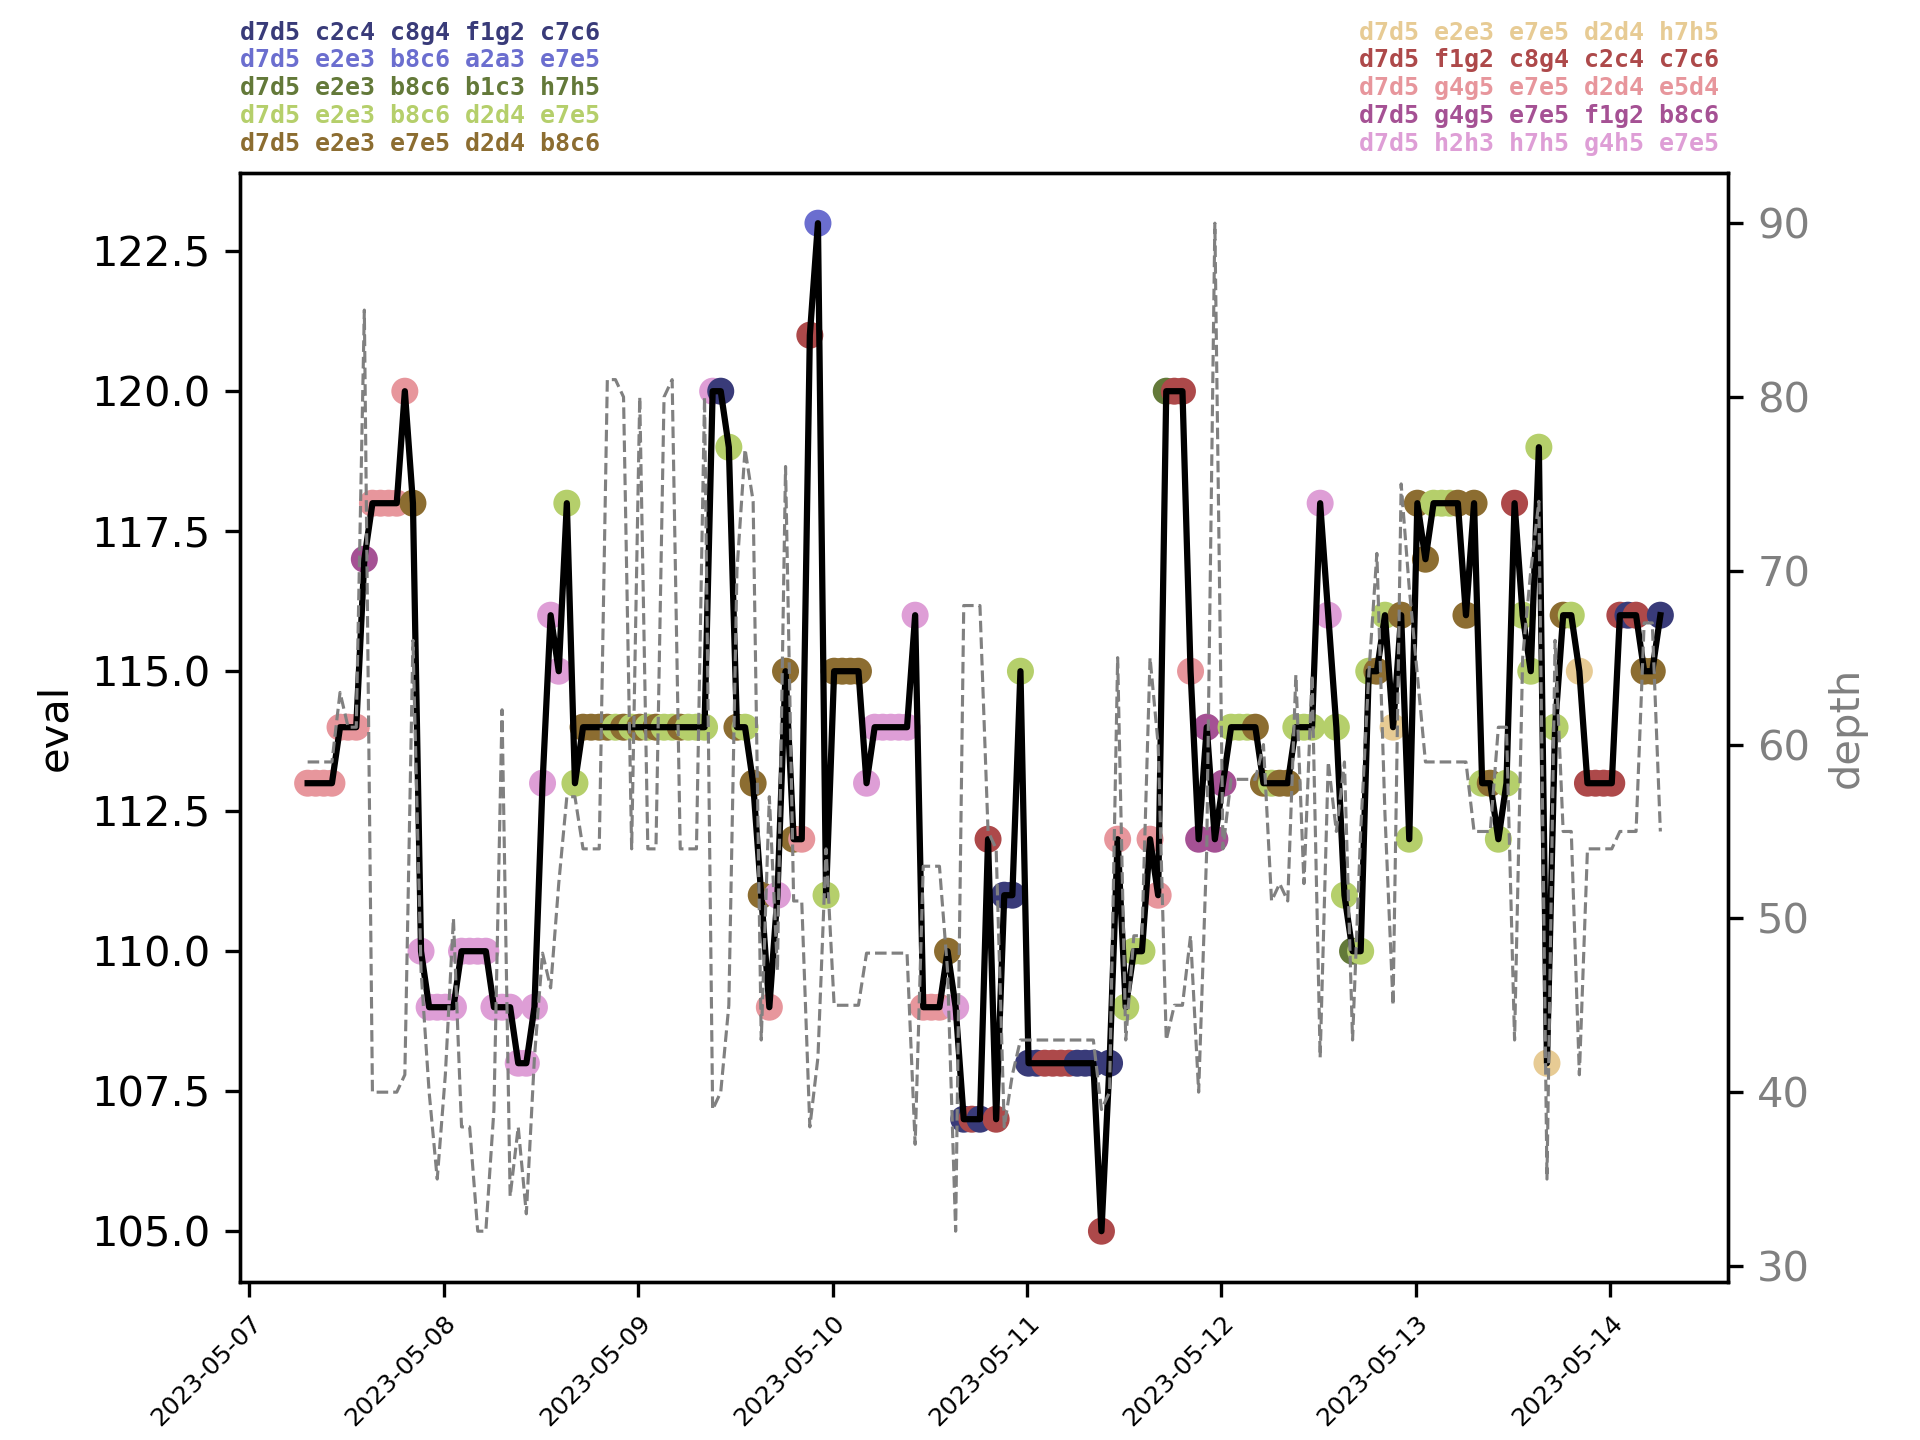 d7d5 c2c4 c8g4 f1g2 c7c6
d7d5 e2e3 b8c6 a2a3 e7e5
d7d5 e2e3 b8c6 b1c3 h7h5
d7d5 e2e3 b8c6 d2d4 e7e5
d7d5 e2e3 e7e5 d2d4 b8c6
d7d5 e2e3 e7e5 d2d4 h7h5
d7d5 f1g2 c8g4 c2c4 c7c6
d7d5 g4g5 e7e5 d2d4 e5d4
d7d5 g4g5 e7e5 f1g2 b8c6
d7d5 h2h3 h7h5 g4h5 e7e5
eval
122.5
120.0
117.5
115.0
112.5
110.0
107.5
105.0
90
80
70
60
50
40
30
depth
2023-05-07
2023-05-08
2023-05-09
2023-05-10
2023-05-11
2023-05-12
2023-05-13
2023-05-14